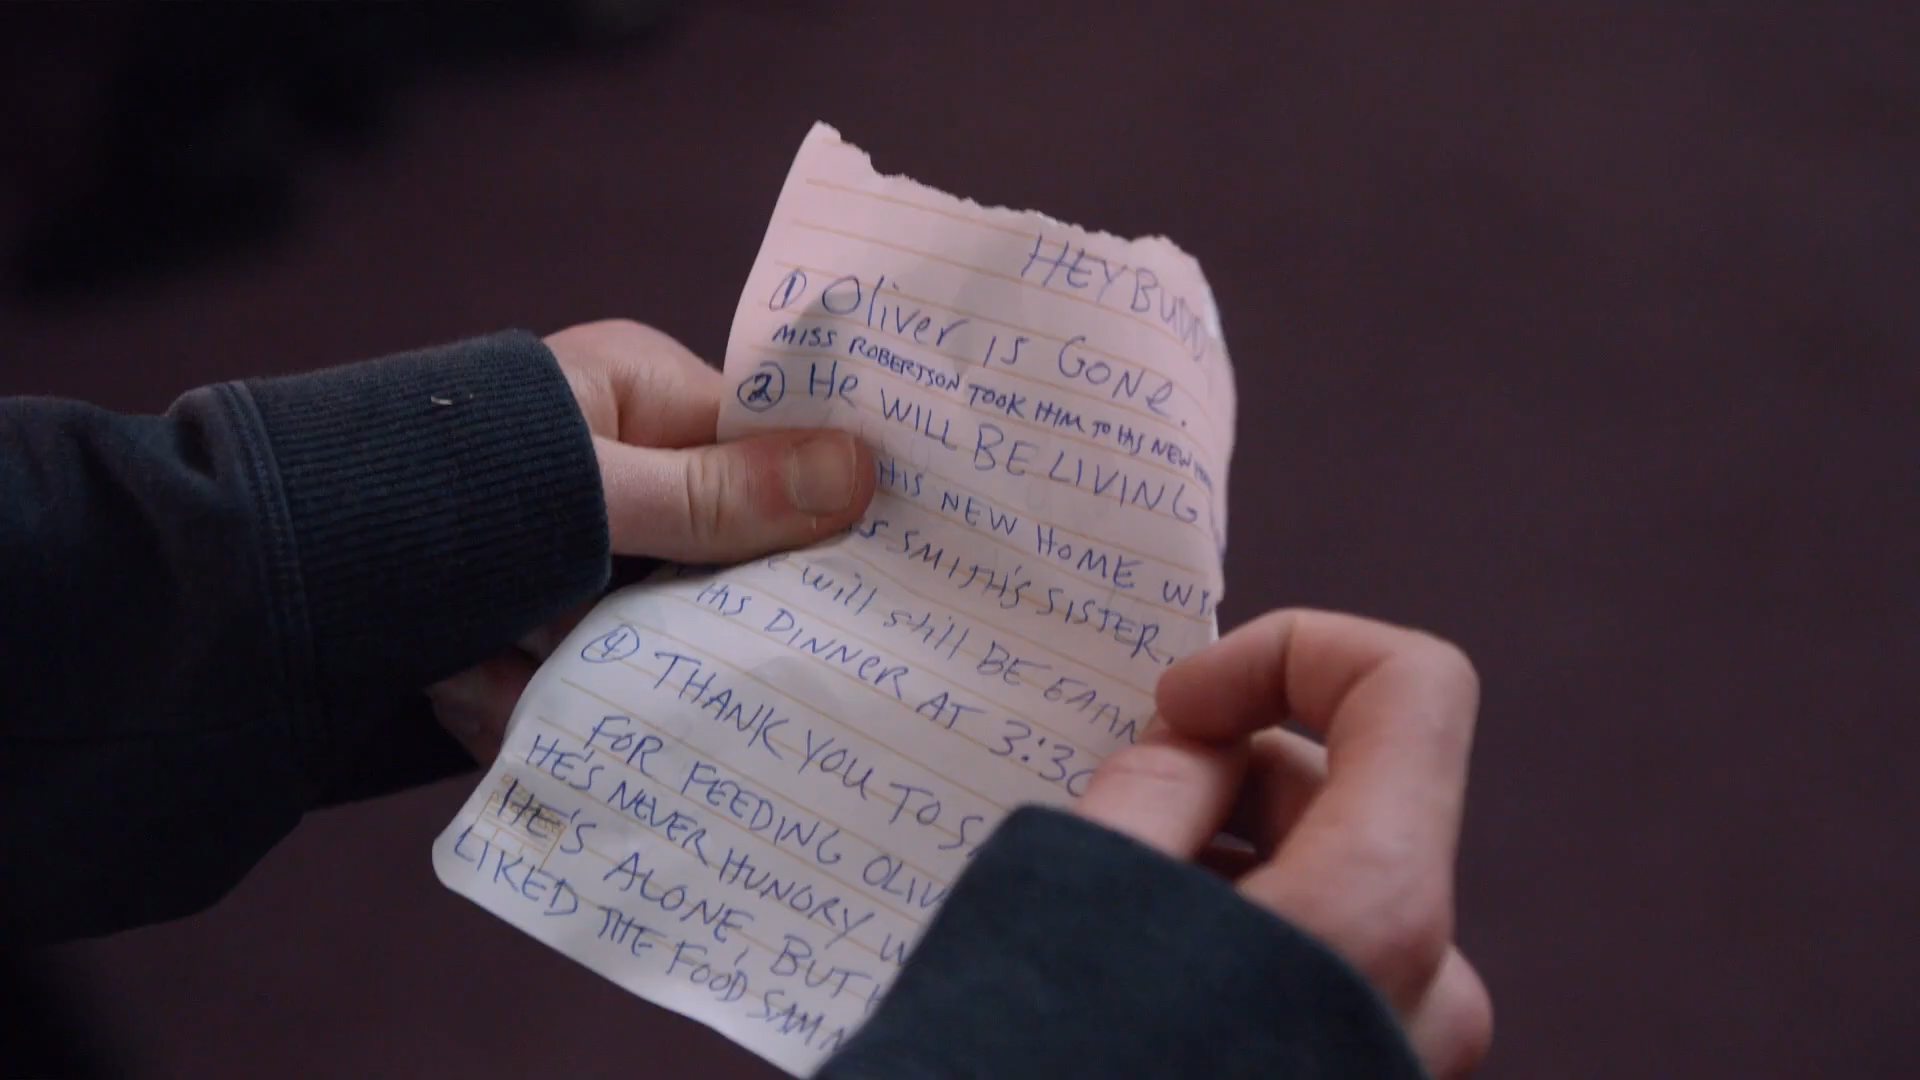 HEY BUDD
① Oliver is Gone.
MISS ROBERTSON TOOK HIM TO HIS NEW
② He WILL BE LIVING
HIS NEW HOME
SMITH'S SISTER.
will still BE
HIS DINNER AT 3:30
④ THANK YOU TO
FOR FEEDING
HE'S NEVER HUNGRY
HE'S ALONE, BUT
LIKED THE FOOD SAM